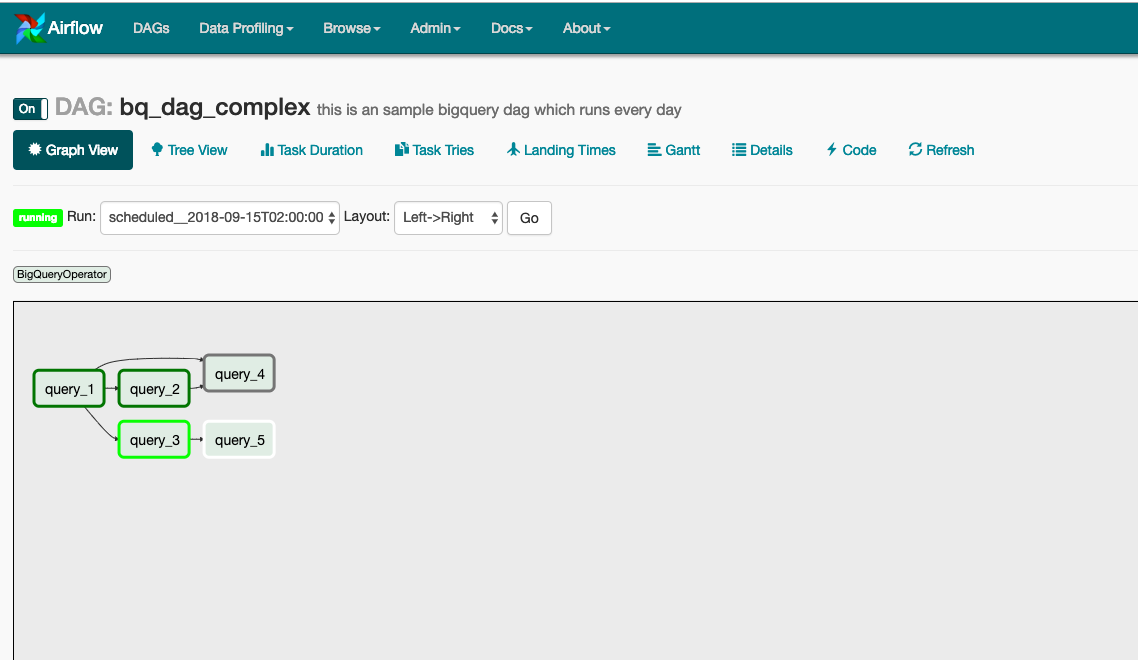 Airflow DAGs Data Profiling Browse Admin Docs About
On DAG: bq_dag_complex this is an sample bigquery dag which runs every day
Graph View Tree View Task Duration Task Tries Landing Times Gantt Details Code Refresh
running Run: scheduled__2018-09-15T02:00:00 Layout: Left->Right Go
BigQueryOperator
query_4
query_1 query_2
query_3 query_5